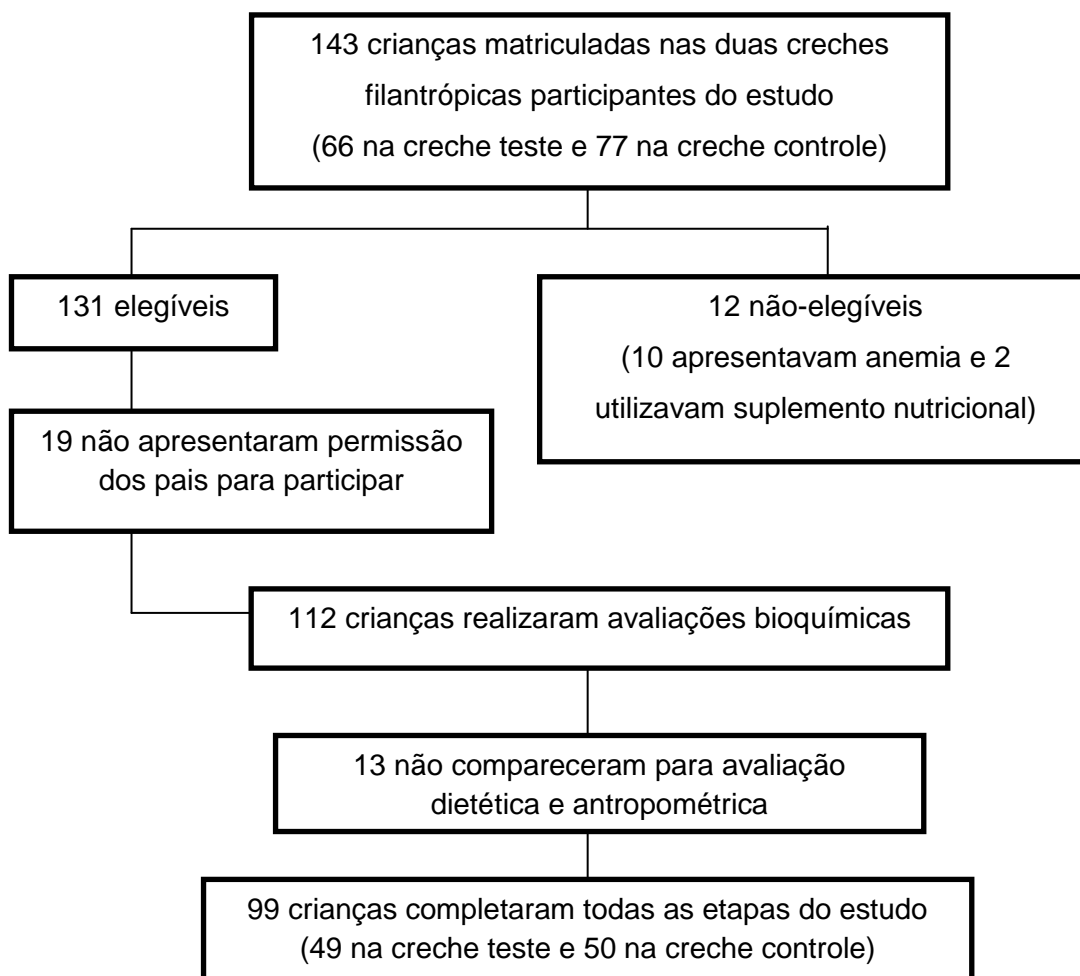 143 crianças matriculadas nas duas creches
filantrópicas participantes do estudo
(66 na creche teste e 77 na creche controle)
131 elegíveis
12 não-elegíveis
(10 apresentavam anemia e 2
utilizavam suplemento nutricional)
19 não apresentaram permissão
dos pais para participar
112 crianças realizaram avaliações bioquímicas
13 não compareceram para avaliação
dietética e antropométrica
99 crianças completaram todas as etapas do estudo
(49 na creche teste e 50 na creche controle)